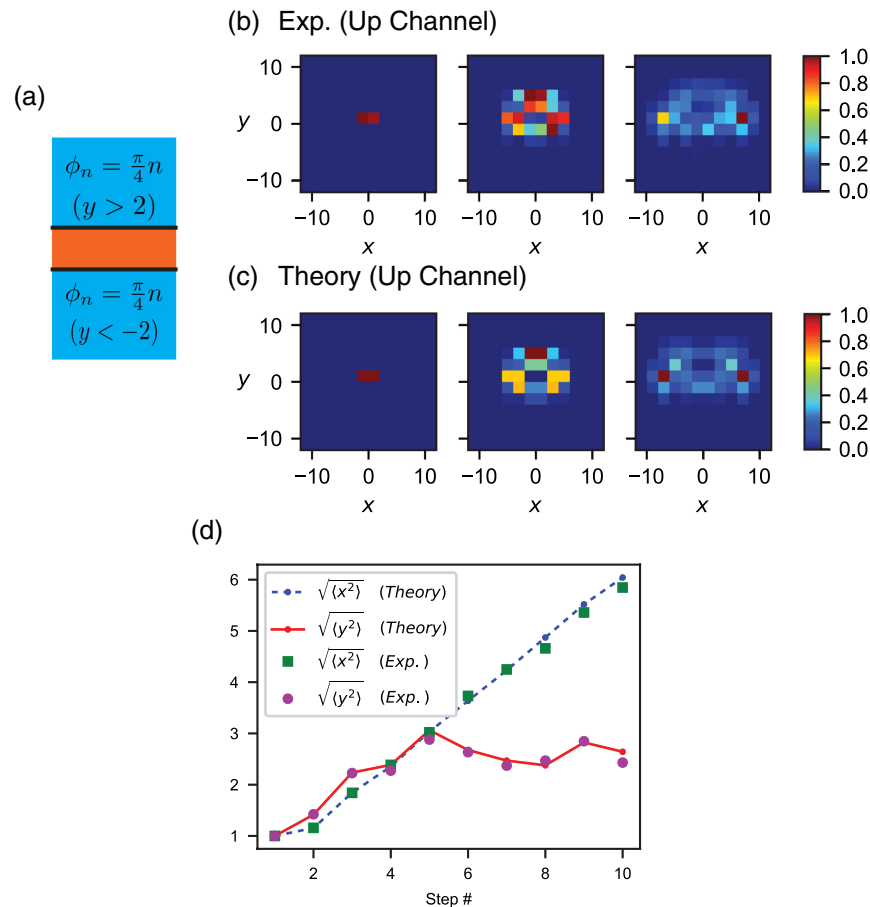 (a)
ϕₙ = π/4 n
(y > 2)
ϕₙ = π/4 n
(y < −2)
(b) Exp. (Up Channel)
y
10
0
−10
−10 0 10
−10 0 10
−10 0 10
x
x
x
1.0
0.8
0.6
0.4
0.2
0.0
(c) Theory (Up Channel)
y
10
0
−10
−10 0 10
−10 0 10
−10 0 10
x
x
x
1.0
0.8
0.6
0.4
0.2
0.0
(d)
√⟨x²⟩ (Theory)
√⟨y²⟩ (Theory)
√⟨x²⟩ (Exp.)
√⟨y²⟩ (Exp.)
6
5
4
3
2
1
2 4 6 8 10
Step #